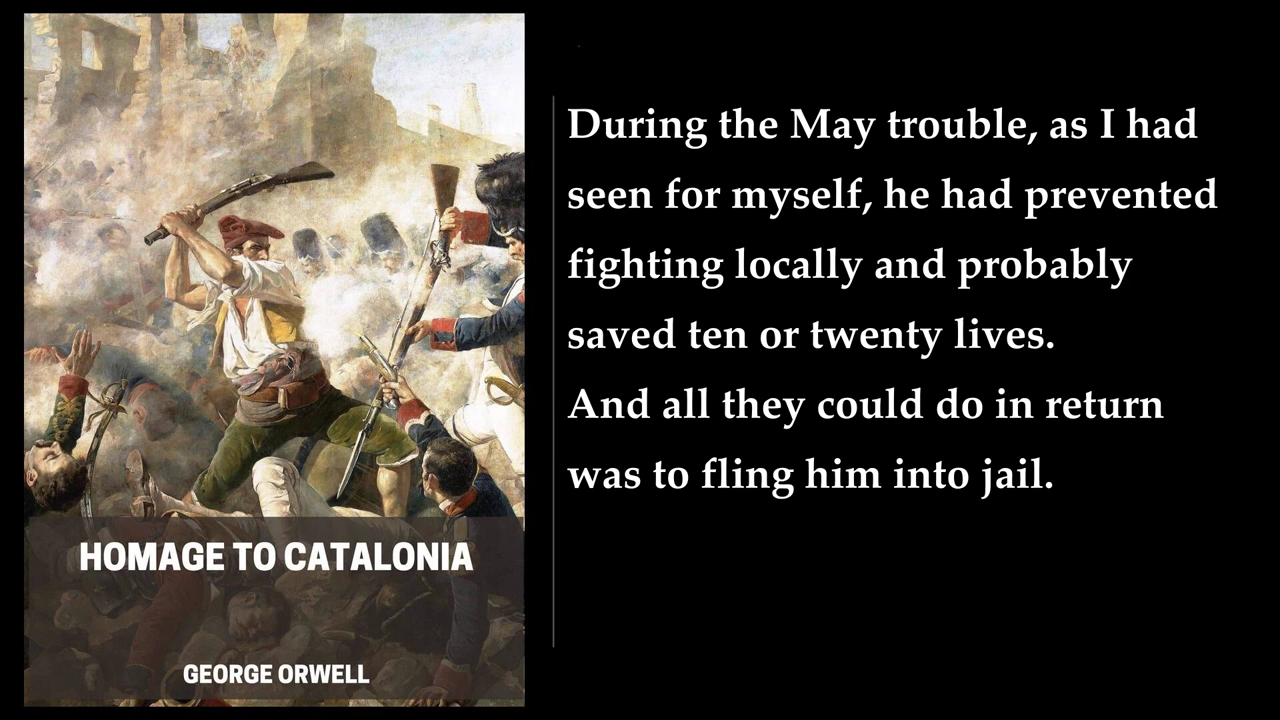 HOMAGE TO CATALONIA
GEORGE ORWELL
During the May trouble, as I had
seen for myself, he had prevented
fighting locally and probably
saved ten or twenty lives.
And all they could do in return
was to fling him into jail.